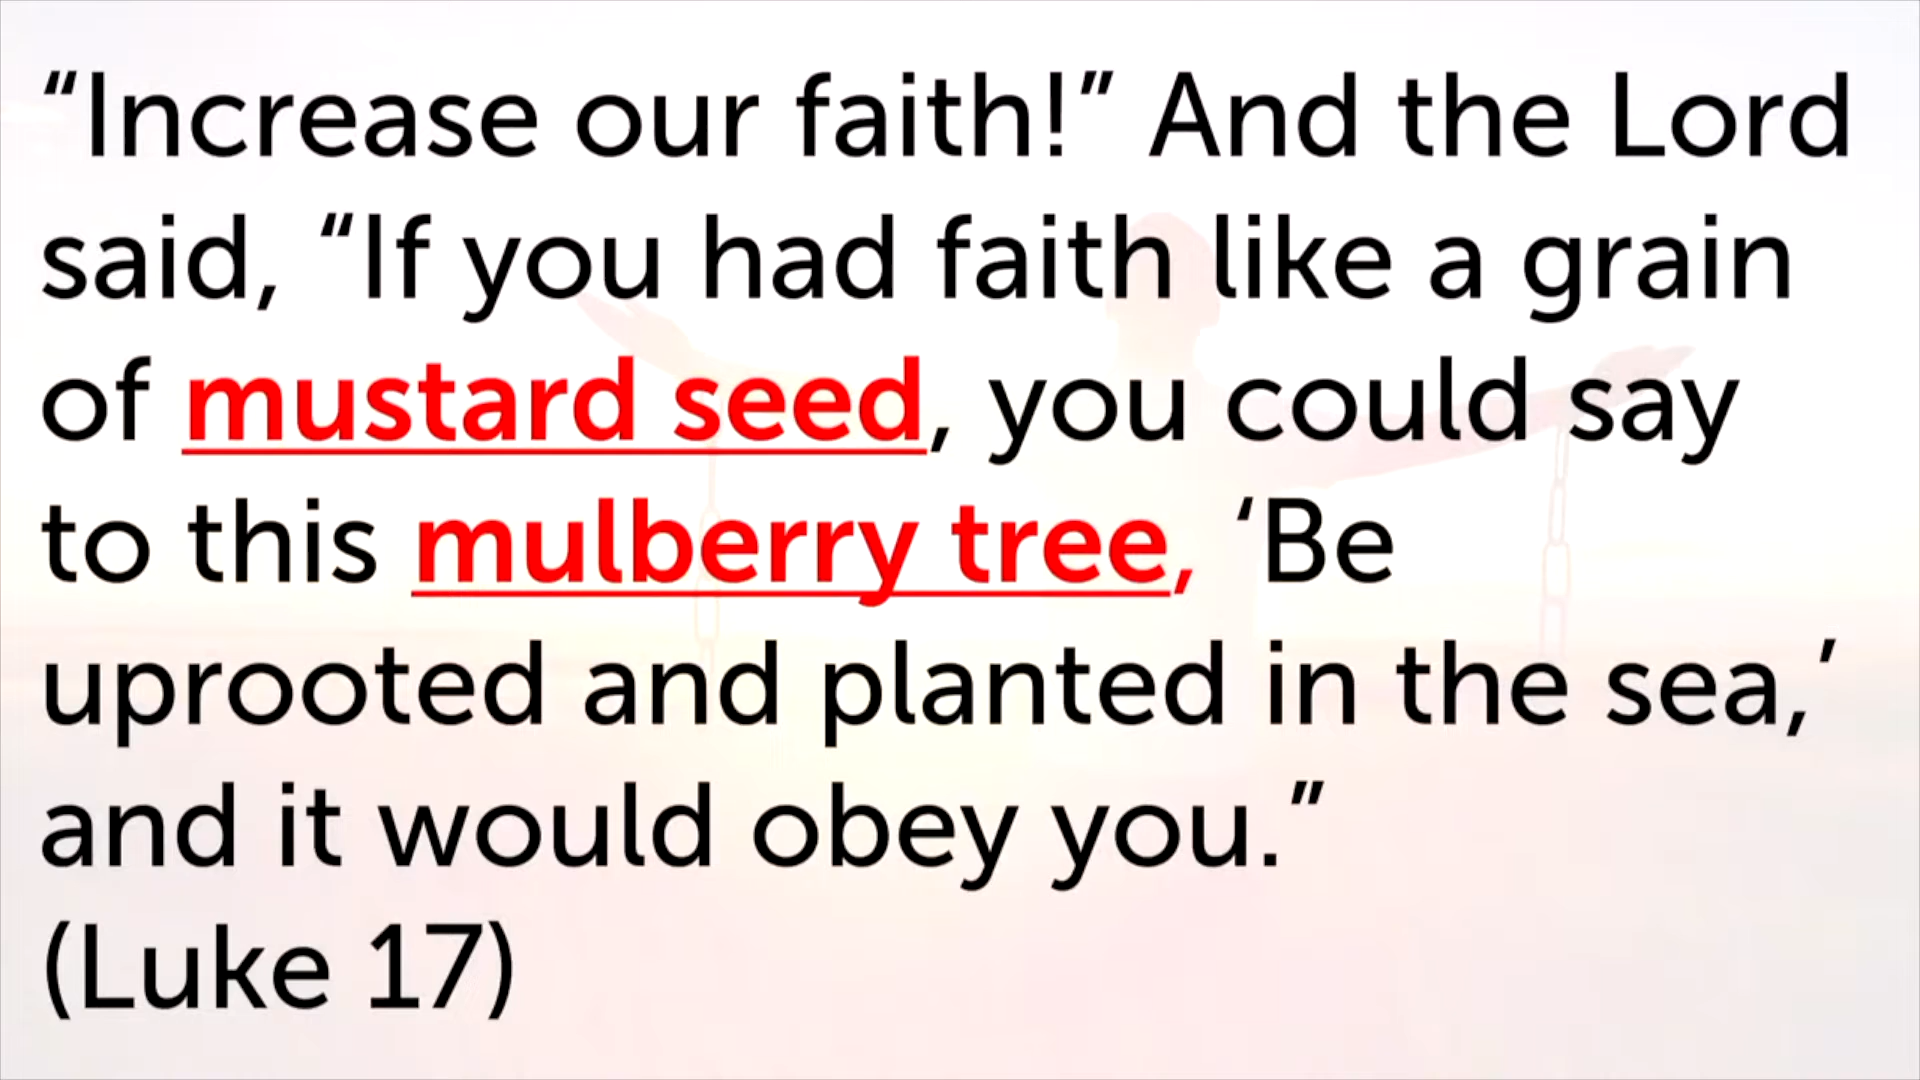 “Increase our faith!” And the Lord
said, “If you had faith like a grain
of mustard seed, you could say
to this mulberry tree, ‘Be
uprooted and planted in the sea,’
and it would obey you.”
(Luke 17)